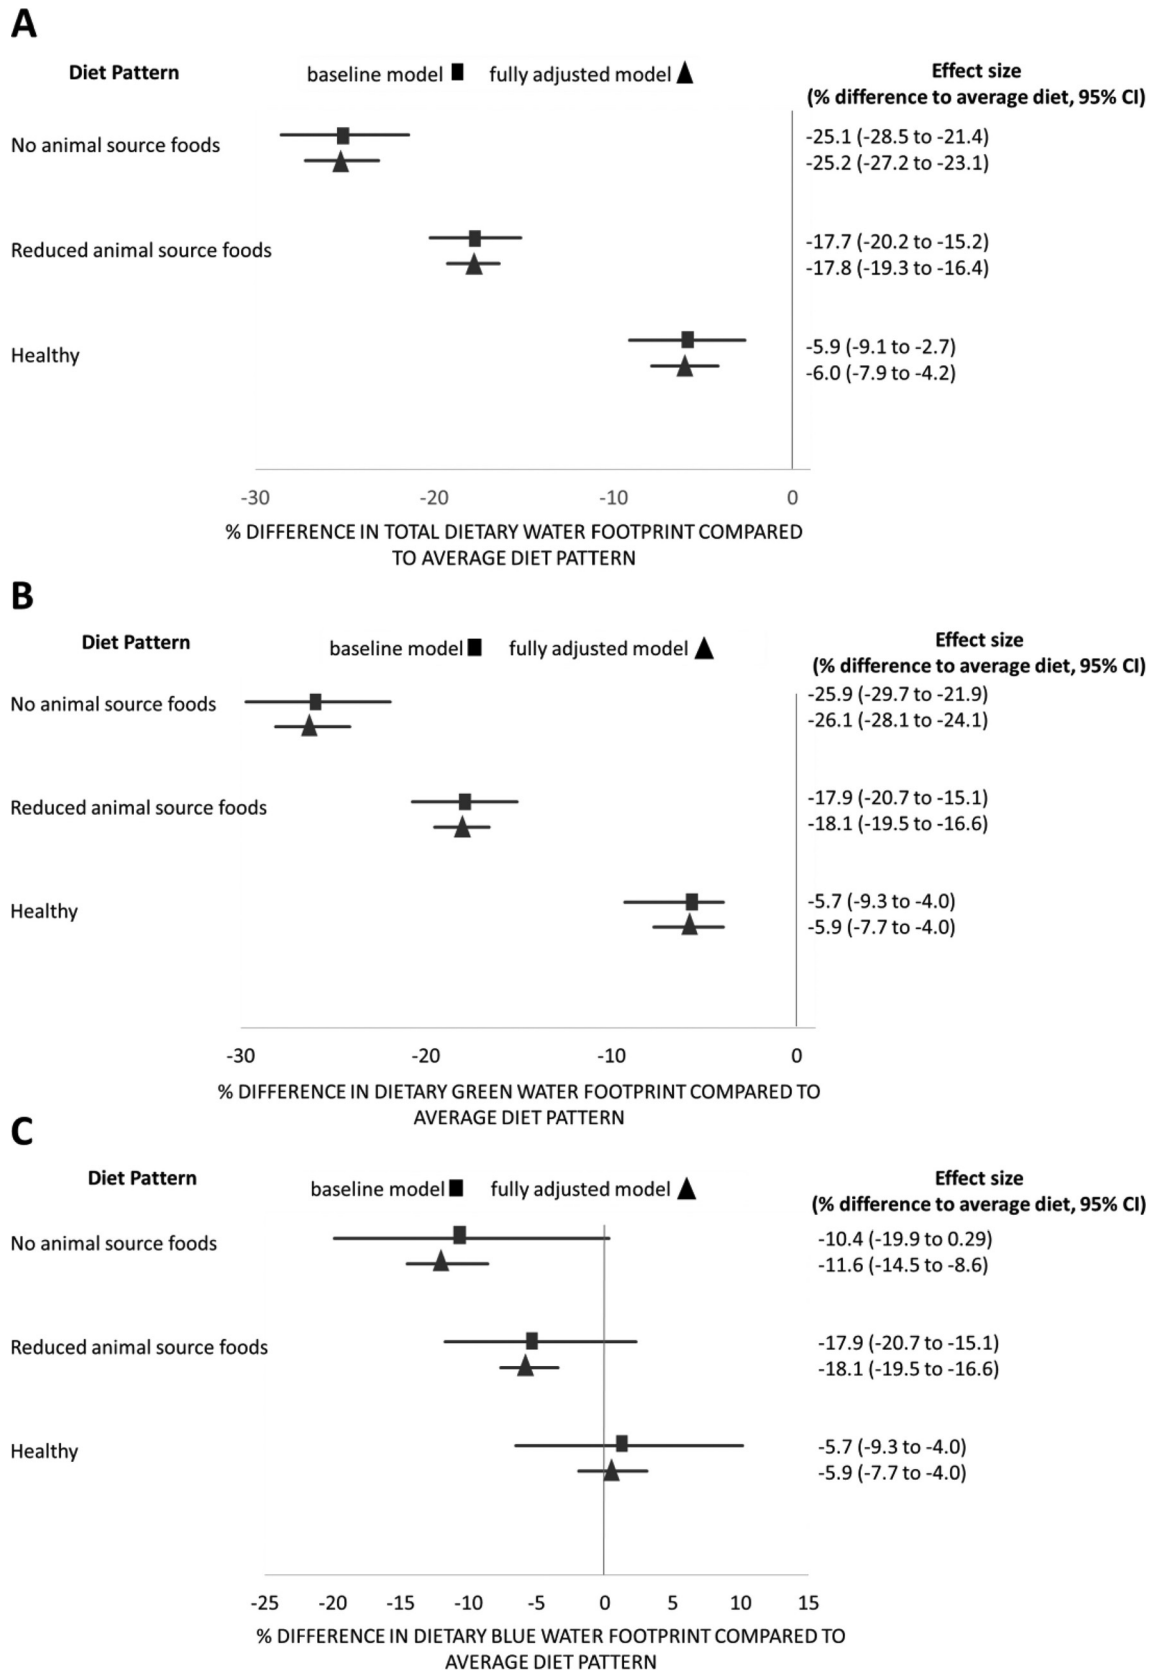 A
Diet Pattern
baseline model
fully adjusted model
Effect size
(% difference to average diet, 95% CI)
No animal source foods
-25.1 (-28.5 to -21.4)
-25.2 (-27.2 to -23.1)
Reduced animal source foods
-17.7 (-20.2 to -15.2)
-17.8 (-19.3 to -16.4)
Healthy
-5.9 (-9.1 to -2.7)
-6.0 (-7.9 to -4.2)
-30 -20 -10 0
% DIFFERENCE IN TOTAL DIETARY WATER FOOTPRINT COMPARED
TO AVERAGE DIET PATTERN
B
Diet Pattern
baseline model
fully adjusted model
Effect size
(% difference to average diet, 95% CI)
No animal source foods
-25.9 (-29.7 to -21.9)
-26.1 (-28.1 to -24.1)
Reduced animal source foods
-17.9 (-20.7 to -15.1)
-18.1 (-19.5 to -16.6)
Healthy
-5.7 (-9.3 to -4.0)
-5.9 (-7.7 to -4.0)
-30 -20 -10 0
% DIFFERENCE IN DIETARY GREEN WATER FOOTPRINT COMPARED TO
AVERAGE DIET PATTERN
C
Diet Pattern
baseline model
fully adjusted model
Effect size
(% difference to average diet, 95% CI)
No animal source foods
-10.4 (-19.9 to 0.29)
-11.6 (-14.5 to -8.6)
Reduced animal source foods
-17.9 (-20.7 to -15.1)
-18.1 (-19.5 to -16.6)
Healthy
-5.7 (-9.3 to -4.0)
-5.9 (-7.7 to -4.0)
-25 -20 -15 -10 -5 0 5 10 15
% DIFFERENCE IN DIETARY BLUE WATER FOOTPRINT COMPARED TO
AVERAGE DIET PATTERN